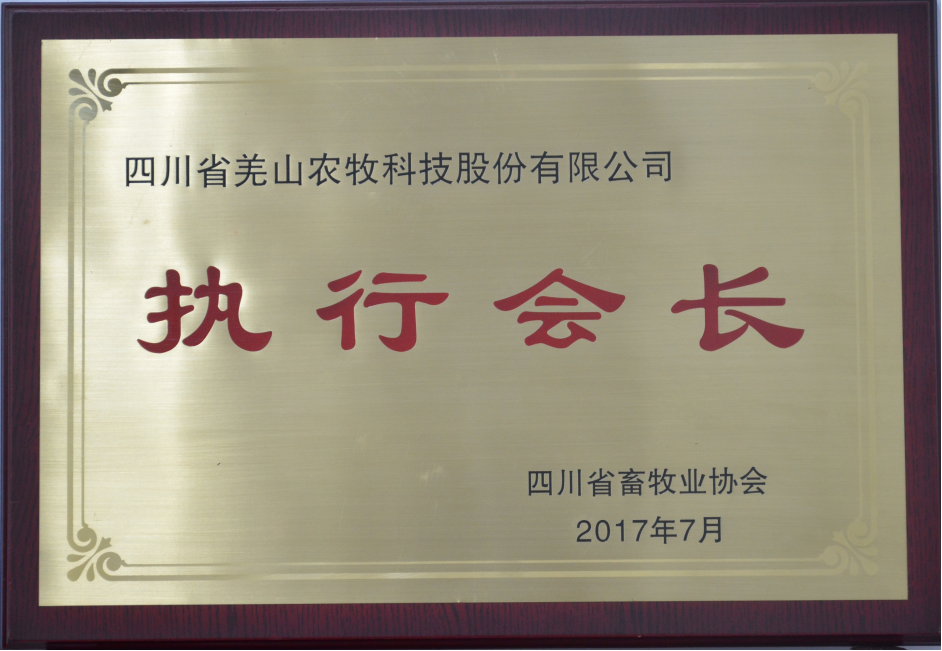 四川省羌山农牧科技股份有限公司
执行会长
四川省畜牧业协会
2017年7月